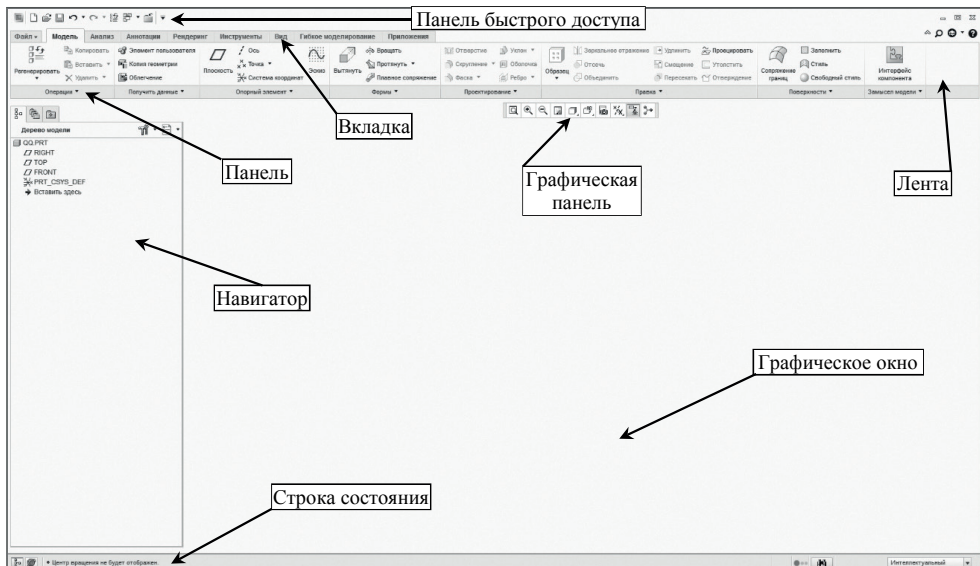 Панель быстрого доступа
Файл Модель Анализ Аннотации Рендеринг Инструменты Вид Гибкое моделирование Приложения
Регенерировать
Копировать
Вставить
Удалить
Операции
Элемент пользователя
Копия геометрии
Облегчение
Получить данные
Плоскость
Ось
Точка
Система координат
Эскиз
Опорный элемент
Вытянуть
Вращать
Протянуть
Плавное сопряжение
Формы
Отверстие
Скругление
Фаска
Уклон
Оболочка
Ребро
Проектирование
Образец
Зеркальное отражение
Отсечь
Объединить
Удлинить
Смещение
Пересекать
Проецировать
Утолстить
Отвердение
Правка
Сопряжение границ
Заполнить
Стиль
Свободный стиль
Поверхности
Интерфейс компонента
Замысел модели
Вкладка
Панель
Графическая
панель
Лента
Дерево модели
QQ.PRT
RIGHT
TOP
FRONT
PRT_CSYS_DEF
Вставить здесь
Навигатор
Графическое окно
Строка состояния
Центр вращения не будет отображен.
Интеллектуальный